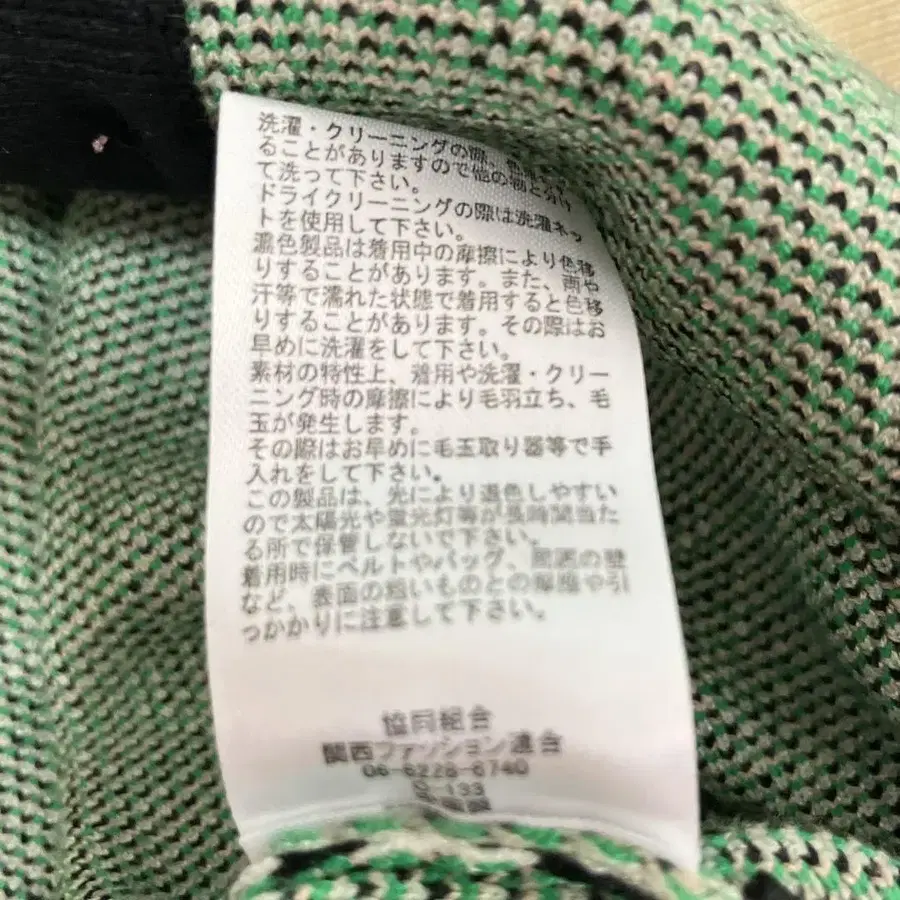 洗濯・クリーニングの際、
ることがありますので他の物と分け
て洗って下さい。
ドライクリーニングの際は洗濯ネッ
トを使用して下さい。
濃色製品は着用中の摩擦により色移
りすることがあります。また、雨や
汗等で濡れた状態で着用すると色移
りすることがあります。その際はお
早めに洗濯をして下さい。
素材の特性上、着用や洗濯・クリー
ニング時の摩擦により毛羽立ち、毛
玉が発生します。
その際はお早めに毛玉取り器等で手
入れをして下さい。
この製品は、光により退色しやすい
ので太陽光や蛍光灯等が長時間当た
る所で保管しないで下さい。
着用時にベルトやバッグ、周囲の壁
など、表面の粗いものとの摩擦や引
っかかりに注意して下さい。
協同組合
関西ファッション連合
06-6228-6740
-133